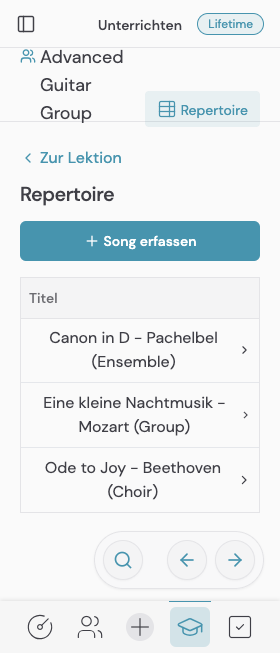 Unterrichten
Lifetime
Advanced
Guitar
Group
Repertoire
Zur Lektion
Repertoire
Song erfassen
Titel
Canon in D - Pachelbel
(Ensemble)
Eine kleine Nachtmusik -
Mozart (Group)
Ode to Joy - Beethoven
(Choir)